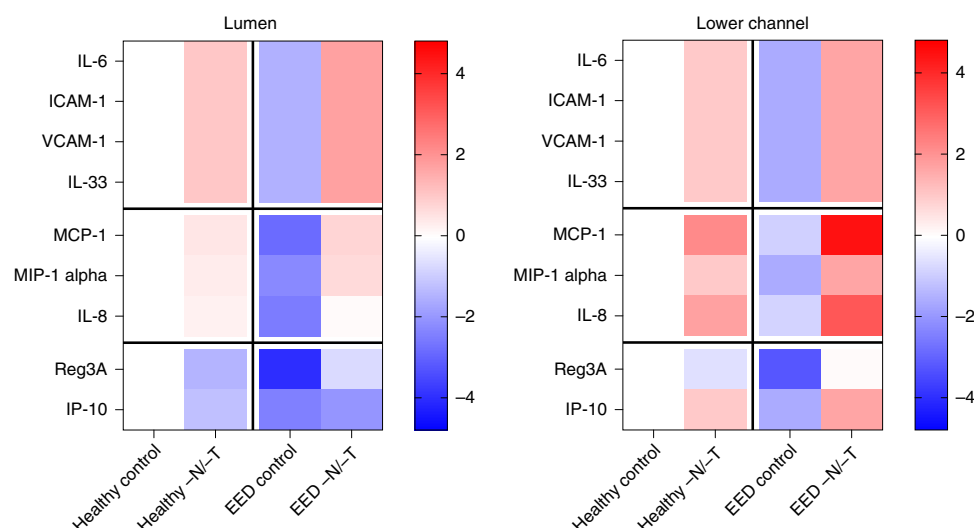 Lumen
IL-6
ICAM-1
VCAM-1
IL-33
MCP-1
MIP-1 alpha
IL-8
Reg3A
IP-10
Healthy control
Healthy –N/–T
EED control
EED –N/–T
4
2
0
–2
–4
Lower channel
IL-6
ICAM-1
VCAM-1
IL-33
MCP-1
MIP-1 alpha
IL-8
Reg3A
IP-10
Healthy control
Healthy –N/–T
EED control
EED –N/–T
4
2
0
–2
–4